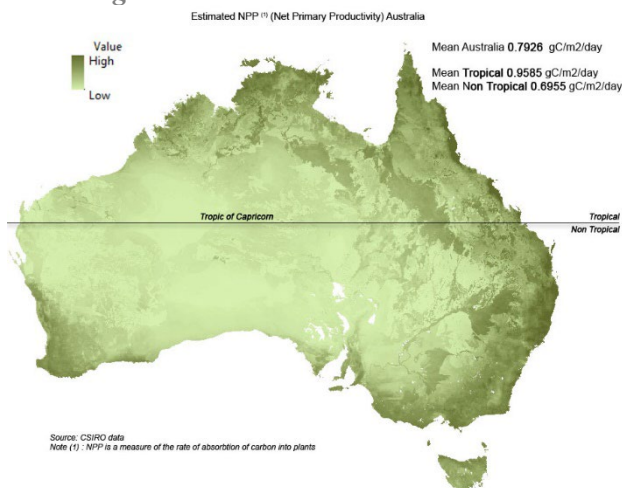 Estimated NPP (1) (Net Primary Productivity) Australia
Value
High
Low
Mean Australia 0.7926 gC/m2/day
Mean Tropical 0.9585 gC/m2/day
Mean Non Tropical 0.6955 gC/m2/day
Tropic of Capricorn
Tropical
Non Tropical
Source: CSIRO data
Note (1) : NPP is a measure of the rate of absorbtion of carbon into plants